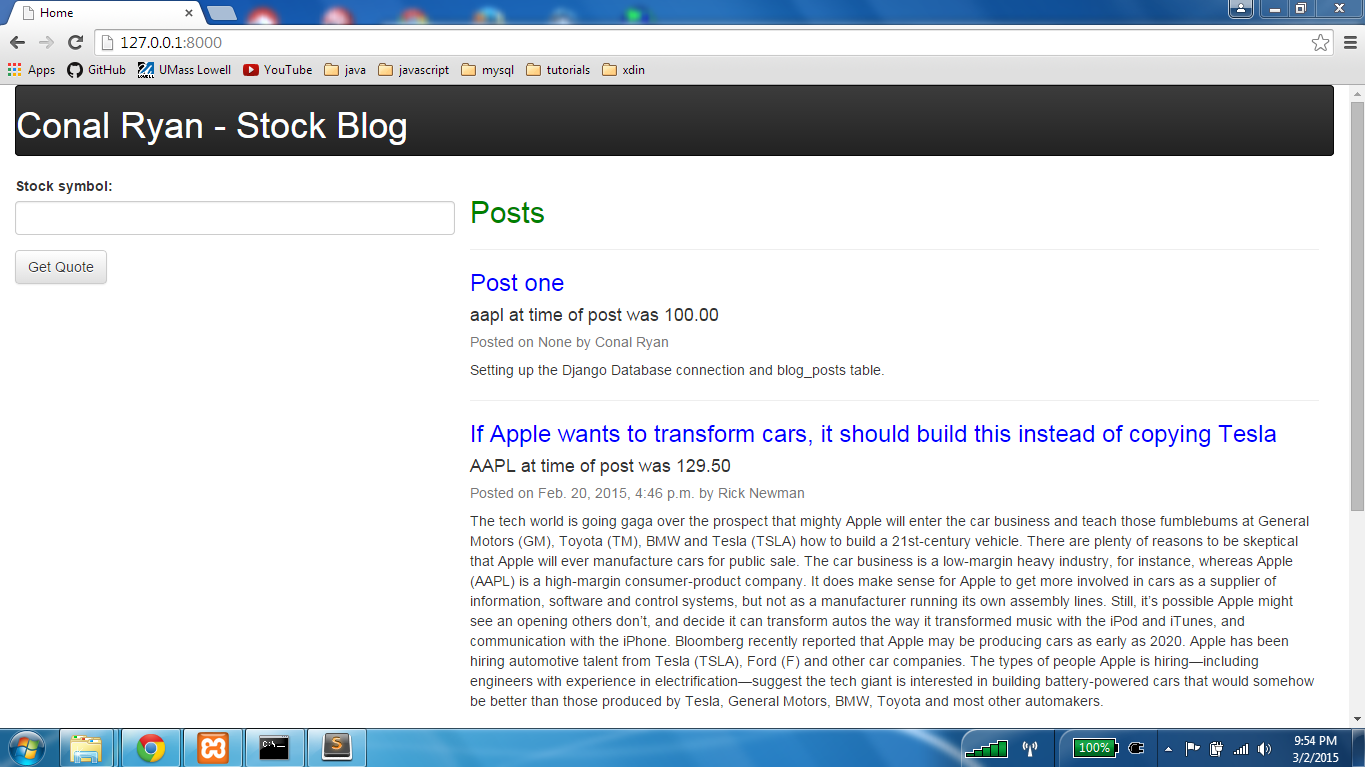 Home
127.0.0.1:8000
Apps GitHub UMass Lowell YouTube java javascript mysql tutorials xdin
Conal Ryan - Stock Blog
Stock symbol:
Get Quote
Posts
Post one
aapl at time of post was 100.00
Posted on None by Conal Ryan
Setting up the Django Database connection and blog_posts table.
If Apple wants to transform cars, it should build this instead of copying Tesla
AAPL at time of post was 129.50
Posted on Feb. 20, 2015, 4:46 p.m. by Rick Newman
The tech world is going gaga over the prospect that mighty Apple will enter the car business and teach those fumblebums at General
Motors (GM), Toyota (TM), BMW and Tesla (TSLA) how to build a 21st-century vehicle. There are plenty of reasons to be skeptical
that Apple will ever manufacture cars for public sale. The car business is a low-margin heavy industry, for instance, whereas Apple
(AAPL) is a high-margin consumer-product company. It does make sense for Apple to get more involved in cars as a supplier of
information, software and control systems, but not as a manufacturer running its own assembly lines. Still, it’s possible Apple might
see an opening others don’t, and decide it can transform autos the way it transformed music with the iPod and iTunes, and
communication with the iPhone. Bloomberg recently reported that Apple may be producing cars as early as 2020. Apple has been
hiring automotive talent from Tesla (TSLA), Ford (F) and other car companies. The types of people Apple is hiring—including
engineers with experience in electrification—suggest the tech giant is interested in building battery-powered cars that would somehow
be better than those produced by Tesla, General Motors, BMW, Toyota and most other automakers.
100%
9:54 PM
3/2/2015